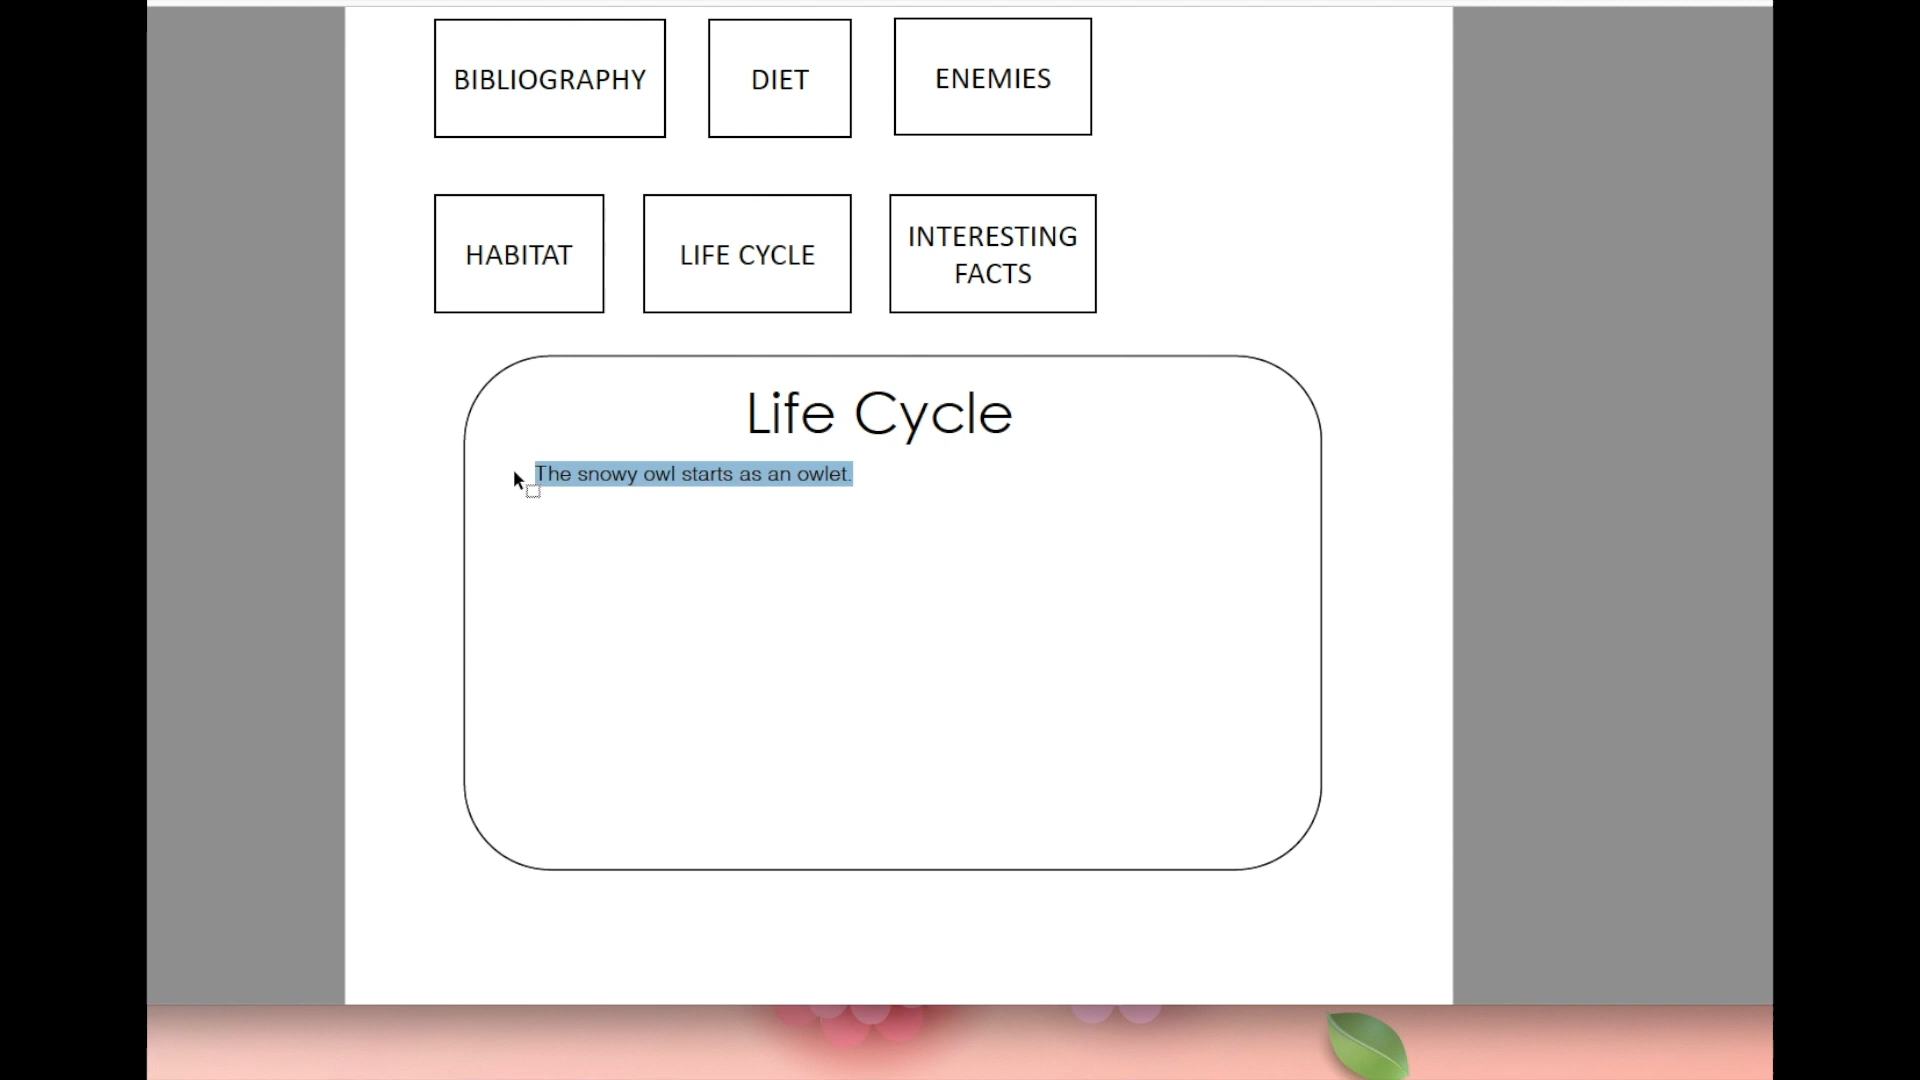 BIBLIOGRAPHY
DIET
ENEMIES
HABITAT
LIFE CYCLE
INTERESTING
FACTS
Life Cycle
The snowy owl starts as an owlet.